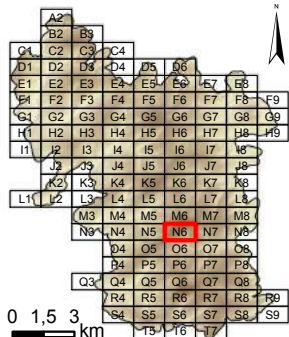 A2
N
B2 B3
C1 C2 C3 C4
D1 D2 D3 D4 D5 D6
E1 E2 E3 E4 E5 E6 E7 E8
F1 F2 F3 F4 F5 F6 F7 F8 F9
G1 G2 G3 G4 G5 G6 G7 G8 G9
H1 H2 H3 H4 H5 H6 H7 H8 H9
I1 I2 I3 I4 I5 I6 I7 I8
J2 J3 J4 J5 J6 J7 J8
K2 K3 K4 K5 K6 K7 K8
L1 L2 L3 L4 L5 L6 L7 L8
M3 M4 M5 M6 M7 M8
N3 N4 N5 N6 N7 N8
O4 O5 O6 O7 O8
P4 P5 P6 P7 P8
Q3 Q4 Q5 Q6 Q7 Q8
R4 R5 R6 R7 R8 R9
S4 S5 S6 S7 S8 S9
T5 T6 T7
0 1,5 3
km